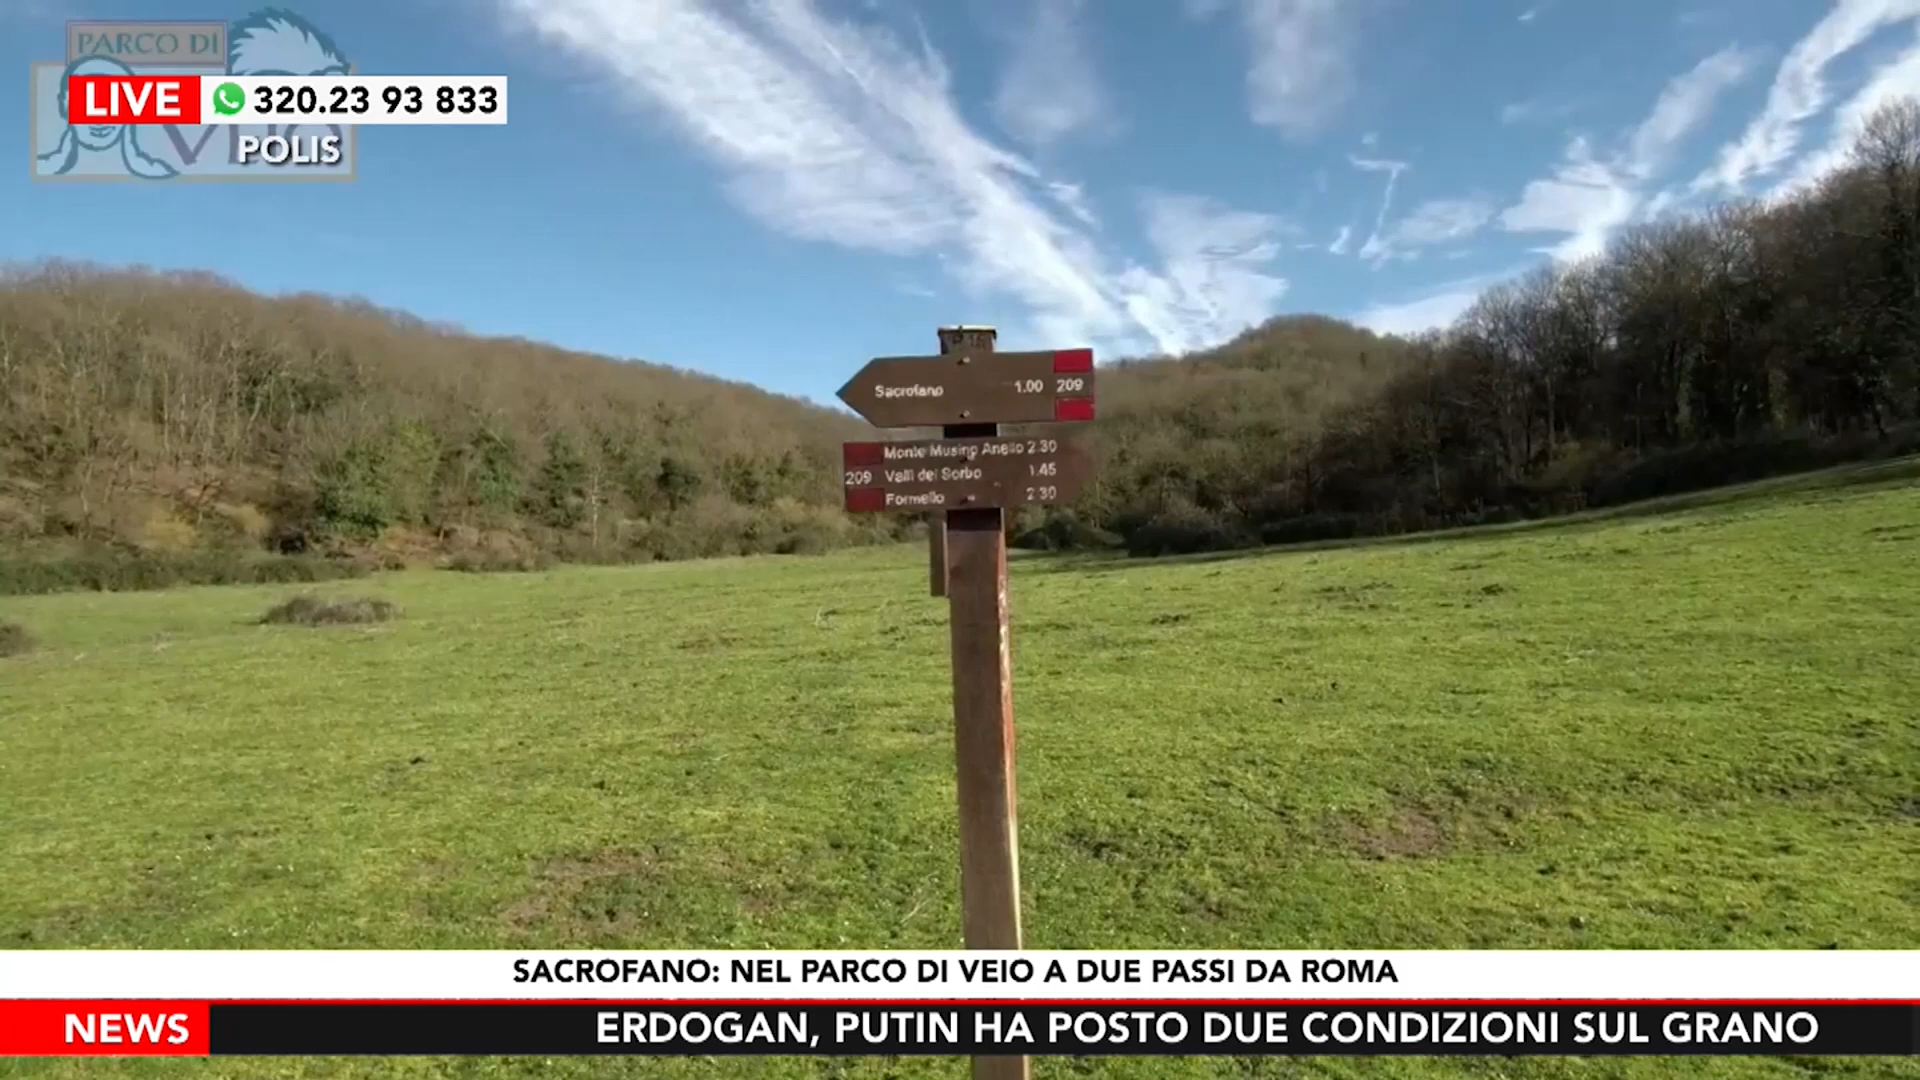 PARCO DI
LIVE 320.23 93 833
POLIS
Sacrofano 1.00 209
Monte Musino Anello 2.30
209 Valli del Sorbo 1.45
Formello 2.30
SACROFANO: NEL PARCO DI VEIO A DUE PASSI DA ROMA
NEWS ERDOGAN, PUTIN HA POSTO DUE CONDIZIONI SUL GRANO